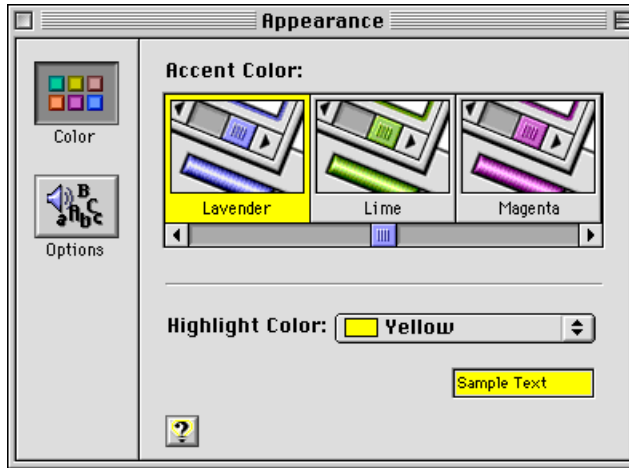 Appearance
Color
Options
Accent Color:
Lavender
Lime
Magenta
Highlight Color:
Yellow
Sample Text
?